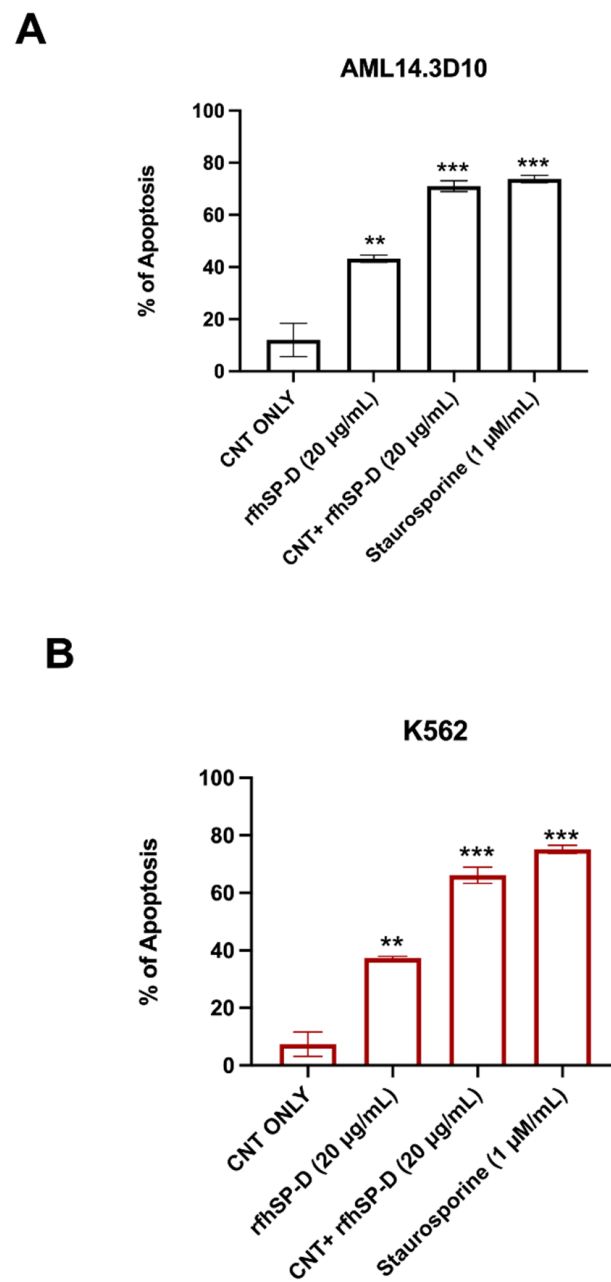 A
AML14.3D10
% of Apoptosis
100
80
60
40
20
0
**
***
***
CNT ONLY
rfhSP-D (20 µg/mL)
CNT+ rfhSP-D (20 µg/mL)
Staurosporine (1 µM/mL)
B
K562
% of Apoptosis
100
80
60
40
20
0
**
***
***
CNT ONLY
rfhSP-D (20 µg/mL)
CNT+ rfhSP-D (20 µg/mL)
Staurosporine (1 µM/mL)